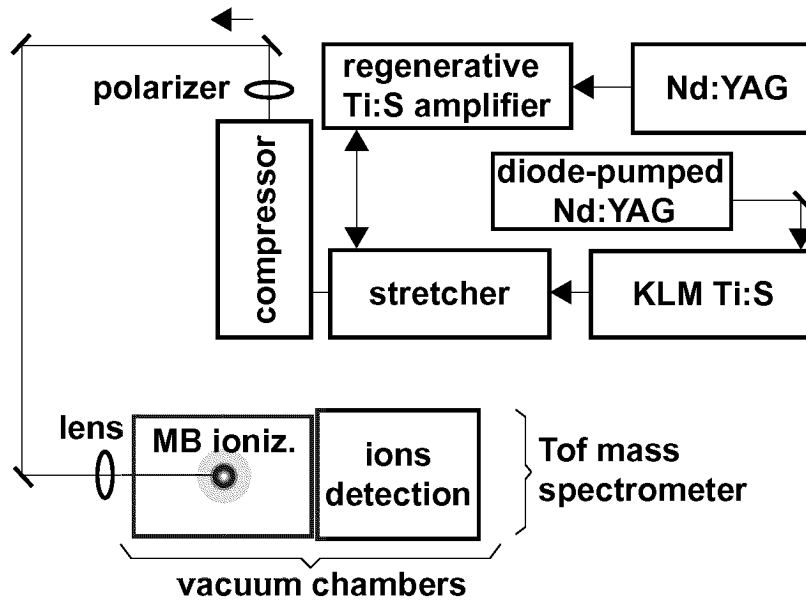 polarizer
regenerative
Ti:S amplifier
Nd:YAG
diode-pumped
Nd:YAG
compressor
stretcher
KLM Ti:S
lens
MB ioniz.
ions
detection
Tof mass
spectrometer
vacuum chambers